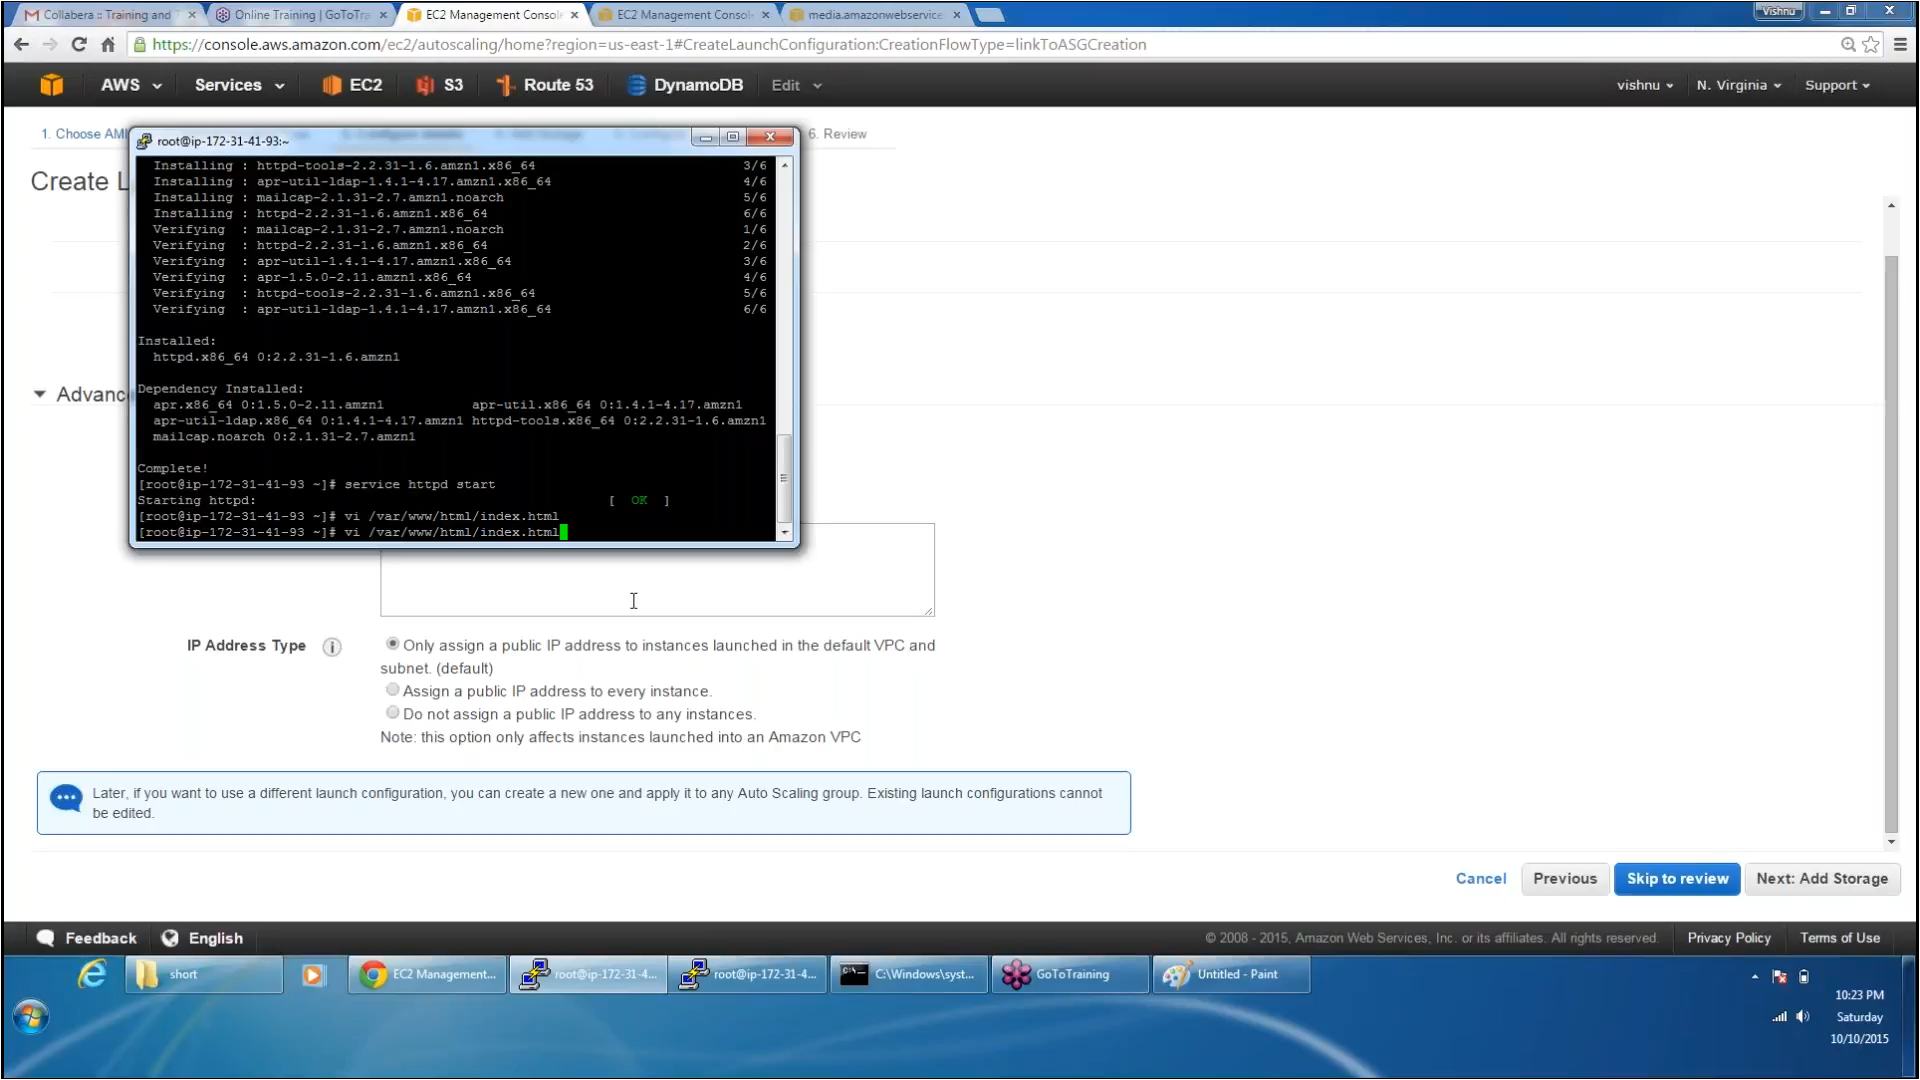 Collabera :: Training and T
Online Training | GoToTra
EC2 Management Console
EC2 Management Console
media.amazonwebservice
Vishnu
https://console.aws.amazon.com/ec2/autoscaling/home?region=us-east-1#CreateLaunchConfiguration:CreationFlowType=linkToASGCreation
AWS
Services
EC2
S3
Route 53
DynamoDB
Edit
vishnu
N. Virginia
Support
1. Choose AMI
6. Review
Create L
root@ip-172-31-41-93:~
Installing : httpd-tools-2.2.31-1.6.amzn1.x86_64 3/6
Installing : apr-util-ldap-1.4.1-4.17.amzn1.x86_64 4/6
Installing : mailcap-2.1.31-2.7.amzn1.noarch 5/6
Installing : httpd-2.2.31-1.6.amzn1.x86_64 6/6
Verifying : mailcap-2.1.31-2.7.amzn1.noarch 1/6
Verifying : httpd-2.2.31-1.6.amzn1.x86_64 2/6
Verifying : apr-util-1.4.1-4.17.amzn1.x86_64 3/6
Verifying : apr-1.5.0-2.11.amzn1.x86_64 4/6
Verifying : httpd-tools-2.2.31-1.6.amzn1.x86_64 5/6
Verifying : apr-util-ldap-1.4.1-4.17.amzn1.x86_64 6/6
Installed:
httpd.x86_64 0:2.2.31-1.6.amzn1
Dependency Installed:
apr.x86_64 0:1.5.0-2.11.amzn1 apr-util.x86_64 0:1.4.1-4.17.amzn1
apr-util-ldap.x86_64 0:1.4.1-4.17.amzn1 httpd-tools.x86_64 0:2.2.31-1.6.amzn1
mailcap.noarch 0:2.1.31-2.7.amzn1
Complete!
[root@ip-172-31-41-93 ~]# service httpd start
Starting httpd: [ OK ]
[root@ip-172-31-41-93 ~]# vi /var/www/html/index.html
[root@ip-172-31-41-93 ~]# vi /var/www/html/index.html
Advanc
IP Address Type
Only assign a public IP address to instances launched in the default VPC and
subnet. (default)
Assign a public IP address to every instance.
Do not assign a public IP address to any instances.
Note: this option only affects instances launched into an Amazon VPC
Later, if you want to use a different launch configuration, you can create a new one and apply it to any Auto Scaling group. Existing launch configurations cannot
be edited.
Cancel
Previous
Skip to review
Next: Add Storage
Feedback
English
© 2008 - 2015, Amazon Web Services, Inc. or its affiliates. All rights reserved.
Privacy Policy
Terms of Use
short
EC2 Management...
root@ip-172-31-4...
root@ip-172-31-4...
C:\Windows\syst...
GoToTraining
Untitled - Paint
10:23 PM
Saturday
10/10/2015